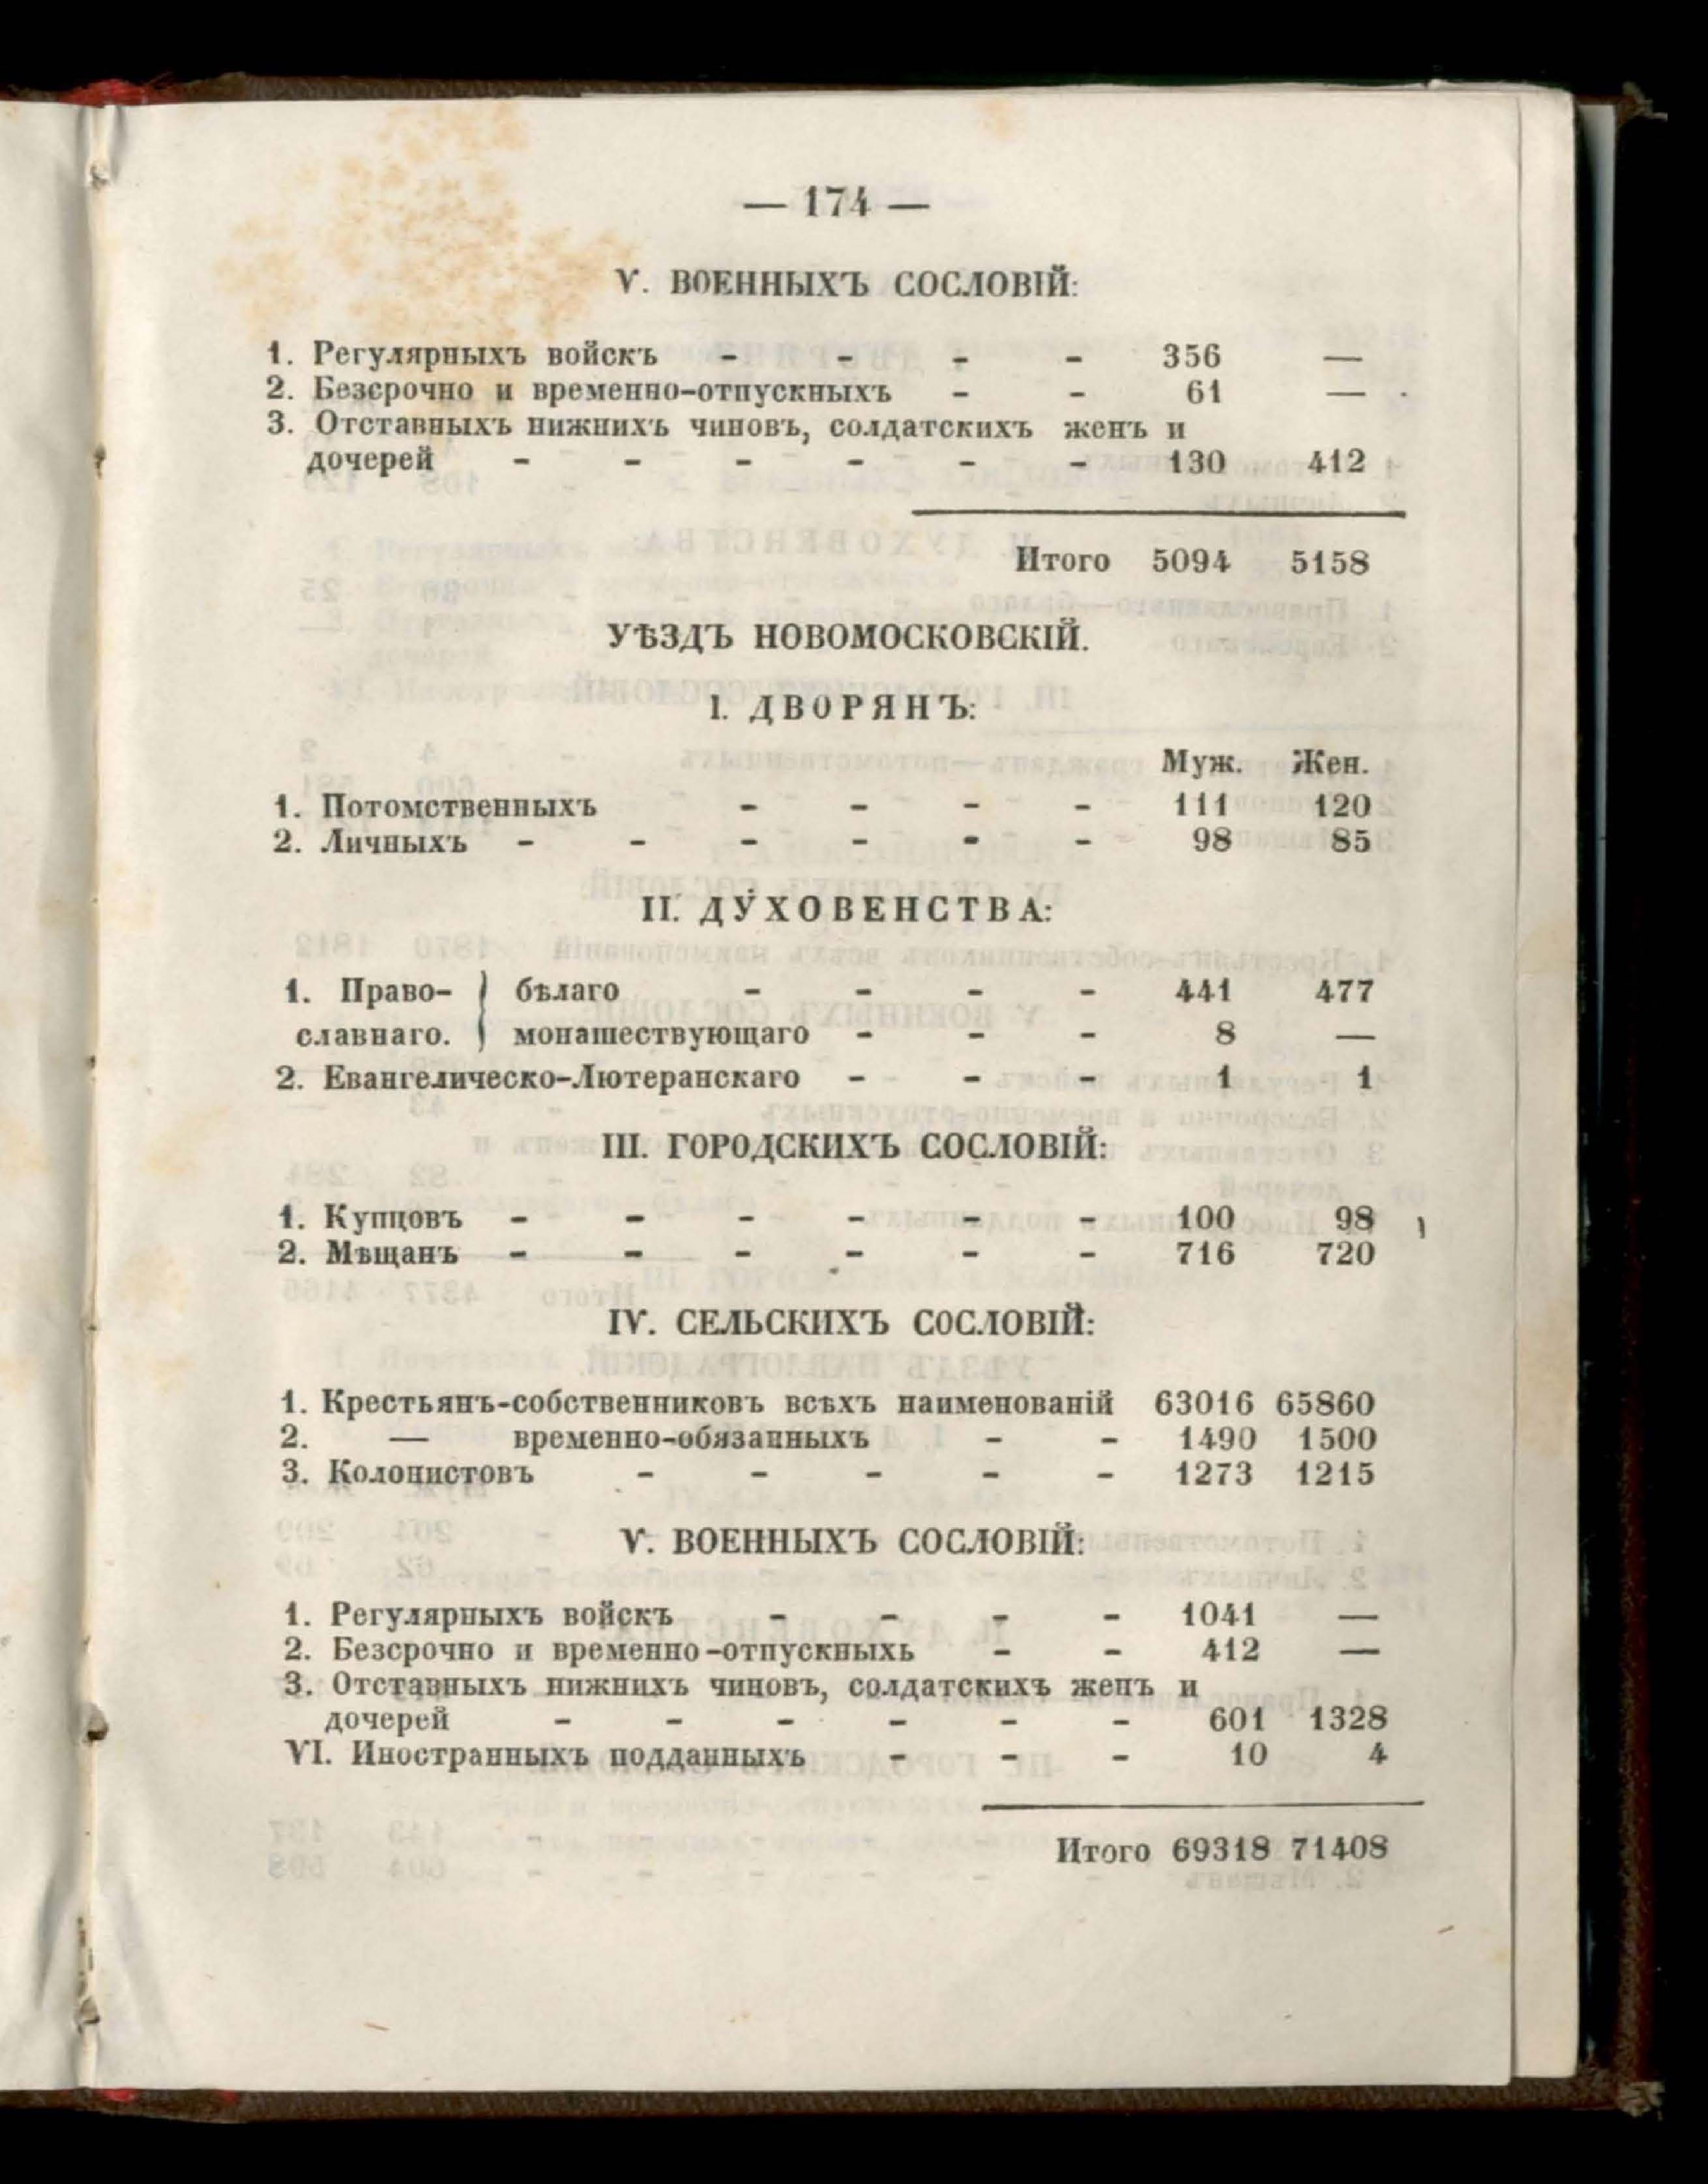 — 174 —
V. ВОЕННЫХЪ СОСЛОВІЙ:
1. Регулярныхъ войскъ - - - - 356 —
2. Безсрочно и временно-отпускныхъ - - 61 —
3. Отставныхъ нижнихъ чиновъ, солдатскихъ женъ и
дочерей - - - - - - 130 412
Итого 5094 5158
УѢЗДЪ НОВОМОСКОВСКІЙ.
I. ДВОРЯНЪ:
Муж. Жен.
1. Потомственныхъ - - - - 111 120
2. Личныхъ - - - - - - 98 85
II. ДУХОВЕНСТВА:
1. Право- } бѣлаго - - - - 441 477
славнаго. } монашествующаго - - - 8 —
2. Евангелическо-Лютеранскаго - - - 1 1
III. ГОРОДСКИХЪ СОСЛОВІЙ:
1. Купцовъ - - - - - - 100 98
2. Мѣщанъ - - - - - - 716 720
IV. СЕЛЬСКИХЪ СОСЛОВІЙ:
1. Крестьянъ-собственниковъ всѣхъ наименованій 63016 65860
2. — временно-обязанныхъ - - 1490 1500
3. Колонистовъ - - - - - 1273 1215
V. ВОЕННЫХЪ СОСЛОВІЙ:
1. Регулярныхъ войскъ - - - - 1041 —
2. Безсрочно и временно-отпускныхь - - 412 —
3. Отставныхъ нижнихъ чиновъ, солдатскихъ женъ и
дочерей - - - - - - 601 1328
VI. Иностранныхъ подданныхъ - - - 10 4
Итого 69318 71408